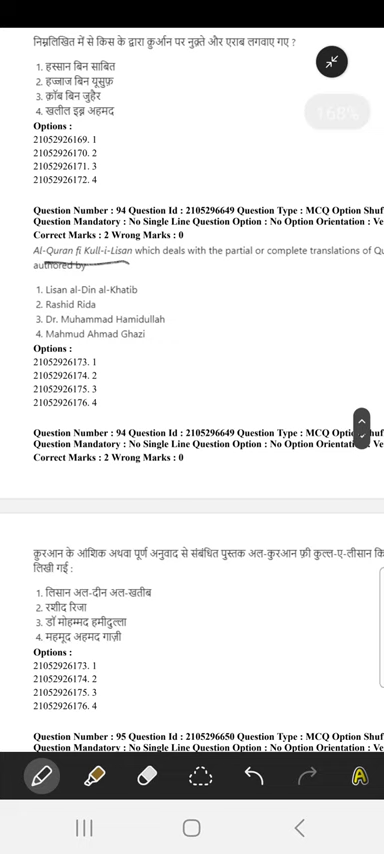 निम्नलिखित में से किस के द्वारा क़ुर्आन पर नुक़्ते और एराब लगवाए गए ?
168%
1. हस्सान बिन साबित
2. हज्जाज बिन यूसुफ़
3. क़ॉब बिन जुहैर
4. खलील इब्न अहमद
Options :
21052926169. 1
21052926170. 2
21052926171. 3
21052926172. 4
Question Number : 94 Question Id : 2105296649 Question Type : MCQ Option Shuf
Question Mandatory : No Single Line Question Option : No Option Orientation : Ve
Correct Marks : 2 Wrong Marks : 0
Al-Quran fi Kull-i-Lisan which deals with the partial or complete translations of Qu
authored by
1. Lisan al-Din al-Khatib
2. Rashid Rida
3. Dr. Muhammad Hamidullah
4. Mahmud Ahmad Ghazi
Options :
21052926173. 1
21052926174. 2
21052926175. 3
21052926176. 4
Question Number : 94 Question Id : 2105296649 Question Type : MCQ Optio huf
Question Mandatory : No Single Line Question Option : No Option Orientati Ve
Correct Marks : 2 Wrong Marks : 0
क़ुरआन के आंशिक अथवा पूर्ण अनुवाद से संबंधित पुस्तक अल-कुरआन फ़ी कुल्ल-ए-लीसान कि
लिखी गई :
1. लिसान अल-दीन अल-खतीब
2. रशीद रिजा
3. डॉ मोहम्मद हमीदुल्ला
4. महमूद अहमद गाज़ी
Options :
21052926173. 1
21052926174. 2
21052926175. 3
21052926176. 4
Question Number : 95 Question Id : 2105296650 Question Type : MCQ Option Shuf
Question Mandatory : No Single Line Question Option : No Option Orientation : Ve